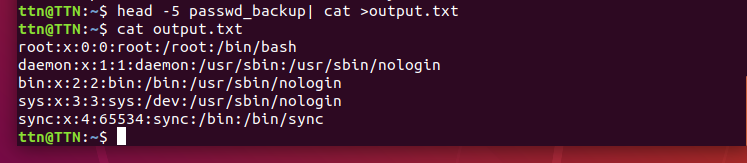 ttn@TTN:~$ head -5 passwd_backup| cat >output.txt
ttn@TTN:~$ cat output.txt
root:x:0:0:root:/root:/bin/bash
daemon:x:1:1:daemon:/usr/sbin:/usr/sbin/nologin
bin:x:2:2:bin:/bin:/usr/sbin/nologin
sys:x:3:3:sys:/dev:/usr/sbin/nologin
sync:x:4:65534:sync:/bin:/bin/sync
ttn@TTN:~$